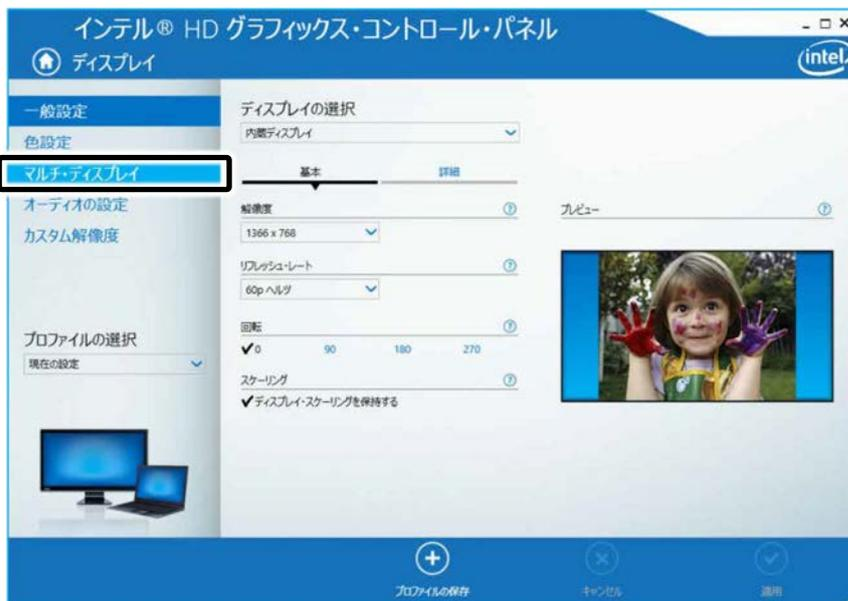 インテル® HD グラフィックス・コントロール・パネル
ディスプレイ
intel
一般設定
色設定
マルチ・ディスプレイ
オーディオの設定
カスタム解像度
プロファイルの選択
現在の設定
ディスプレイの選択
内蔵ディスプレイ
基本 詳細
解像度 ?
1366 x 768
リフレッシュ・レート ?
60p ヘルツ
回転 ?
✔0 90 180 270
スケーリング ?
✔ディスプレイ・スケーリングを保持する
プレビュー ?
プロファイルの保存 キャンセル 適用